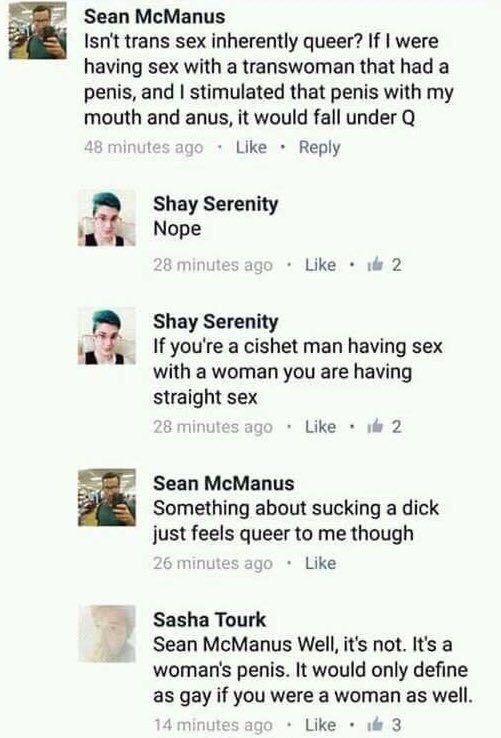 Sean McManus
Isn't trans sex inherently queer? If I were
having sex with a transwoman that had a
penis, and I stimulated that penis with my
mouth and anus, it would fall under Q
48 minutes ago · Like · Reply
Shay Serenity
Nope
28 minutes ago · Like · 2
Shay Serenity
If you're a cishet man having sex
with a woman you are having
straight sex
28 minutes ago · Like · 2
Sean McManus
Something about sucking a dick
just feels queer to me though
26 minutes ago · Like
Sasha Tourk
Sean McManus Well, it's not. It's a
woman's penis. It would only define
as gay if you were a woman as well.
14 minutes ago · Like · 3